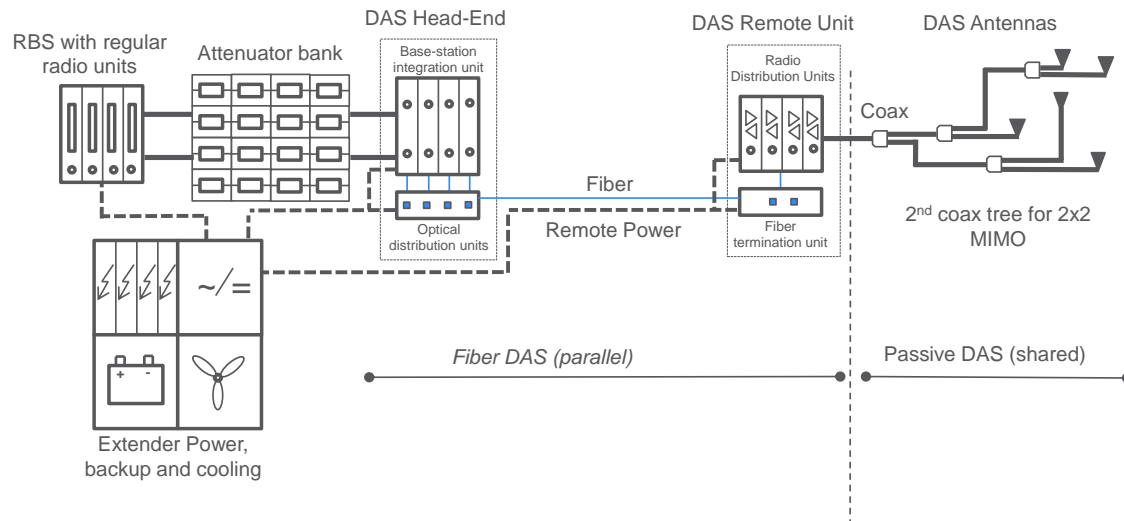 DAS Head-End
DAS Remote Unit
DAS Antennas
RBS with regular
radio units
Attenuator bank
Base-station
integration unit
Radio
Distribution Units
Coax
Fiber
Remote Power
Optical
distribution units
Fiber
termination unit
2nd coax tree for 2x2
MIMO
~/=
+ -
Fiber DAS (parallel)
Passive DAS (shared)
Extender Power,
backup and cooling